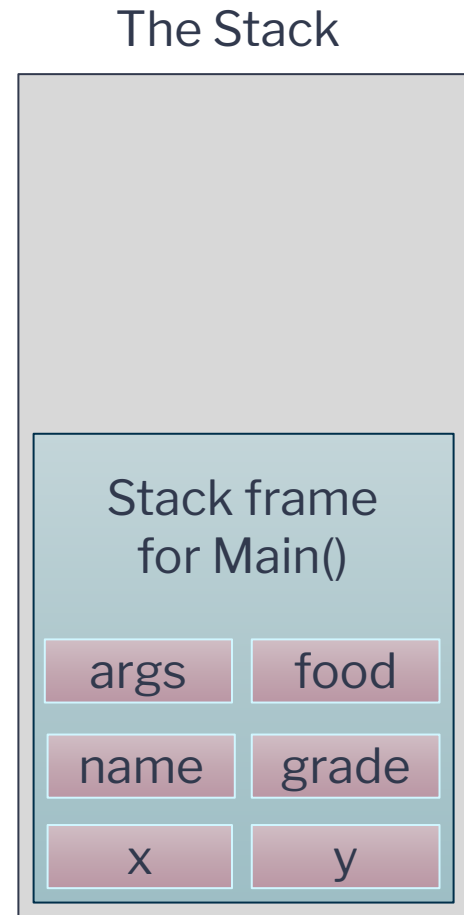 The Stack
Stack frame
for Main()
args food
name grade
x y